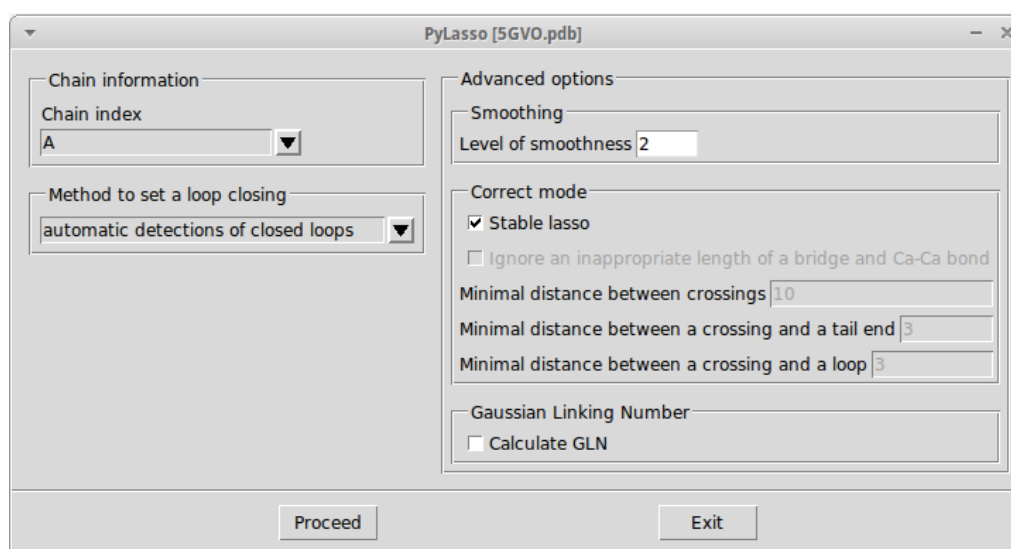 PyLasso [5GVO.pdb]
Chain information
Chain index
A
Method to set a loop closing
automatic detections of closed loops
Advanced options
Smoothing
Level of smoothness 2
Correct mode
Stable lasso
Ignore an inappropriate length of a bridge and Ca-Ca bond
Minimal distance between crossings 10
Minimal distance between a crossing and a tail end 3
Minimal distance between a crossing and a loop 3
Gaussian Linking Number
Calculate GLN
Proceed
Exit